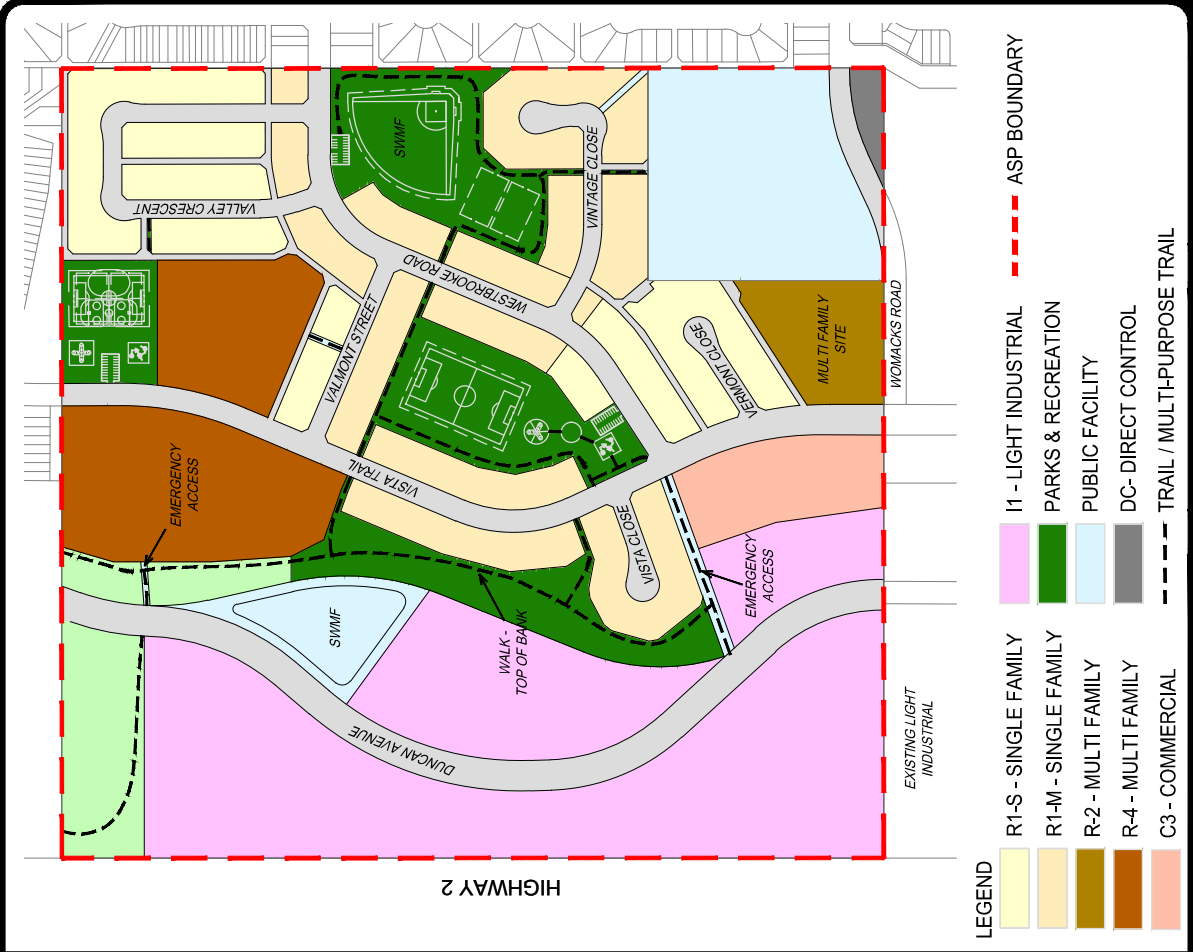 SWMF
VINTAGE CLOSE
VALLEY CRESCENT
WESTBROOKE ROAD
VALMONT STREET
VERMONT CLOSE
MULTI FAMILY
SITE
WOMACKS ROAD
VISTA TRAIL
EMERGENCY
ACCESS
VISTA CLOSE
EMERGENCY
ACCESS
SWMF
WALK -
TOP OF BANK
DUNCAN AVENUE
EXISTING LIGHT
INDUSTRIAL
HIGHWAY 2
LEGEND
R1-S - SINGLE FAMILY
R1-M - SINGLE FAMILY
R-2 - MULTI FAMILY
R-4 - MULTI FAMILY
C3 - COMMERCIAL
I1 - LIGHT INDUSTRIAL
PARKS & RECREATION
PUBLIC FACILITY
DC- DIRECT CONTROL
TRAIL / MULTI-PURPOSE TRAIL
ASP BOUNDARY